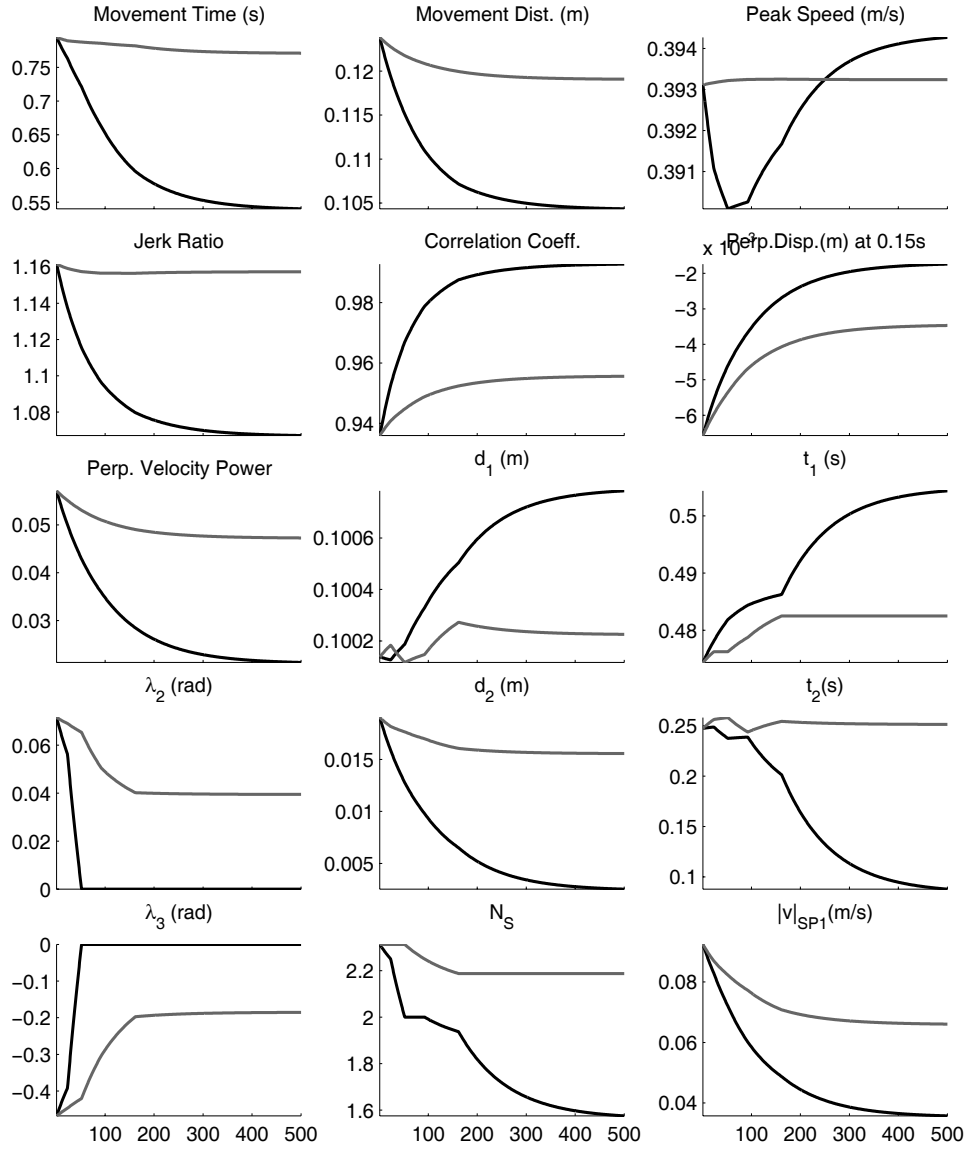 Movement Time (s) Movement Dist. (m) Peak Speed (m/s)
0.75 0.7 0.65 0.6 0.55
0.12 0.115 0.11 0.105
0.394 0.393 0.392 0.391
Jerk Ratio Correlation Coeff. x 10⁻³ Perp.Disp.(m) at 0.15s
1.16 1.14 1.12 1.1 1.08
0.98 0.96 0.94
−2 −3 −4 −5 −6
Perp. Velocity Power d₁ (m) t₁ (s)
0.05 0.04 0.03
0.1006 0.1004 0.1002
0.5 0.49 0.48
λ₂ (rad) d₂ (m) t₂(s)
0.06 0.04 0.02 0
0.015 0.01 0.005
0.25 0.2 0.15 0.1
λ₃ (rad) N_S |v|_SP1(m/s)
0 −0.1 −0.2 −0.3 −0.4
2.2 2 1.8 1.6
0.08 0.06 0.04
100 200 300 400 500 100 200 300 400 500 100 200 300 400 500